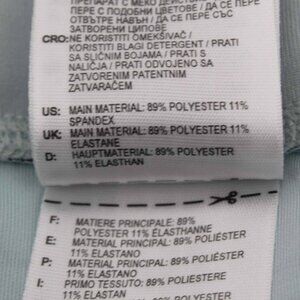 ПРЕПАРАТ С МЕКО ДЕЙСТВИЕ /
ПЕРЕ С ПОДОБНИ ЦВЕТОВЕ / ДА СЕ ПЕРЕ
ОТВЪТРЕ НАВЪН / ДА СЕ ПЕРЕ СЪС
ЗАТВОРЕНИ ЦИПОВЕ
CRO: NE KORISTITI OMEKŠIVAČ /
KORISTITI BLAGI DETERGENT / PRATI
SA SLIČNIM BOJAMA / PRATI S
NALIČJA / PRATI ODVOJENO SA
ZATVORENIM PATENTNIM
ZATVARAČEM
US: MAIN MATERIAL: 89% POLYESTER 11%
SPANDEX
UK: MAIN MATERIAL: 89% POLYESTER 11%
ELASTANE
D: HAUPTMATERIAL: 89% POLYESTER
11% ELASTHAN
F: MATIERE PRINCIPALE: 89%
POLYESTER 11% ELASTHANNE
E: MATERIAL PRINCIPAL: 89% POLIÉSTER
11% ELASTANO
P: MATERIAL PRINCIPAL: 89% POLIÉSTER
11% ELASTANO
I: PRIMO TESSUTO: 89% POLIESTERE
11% ELASTAN